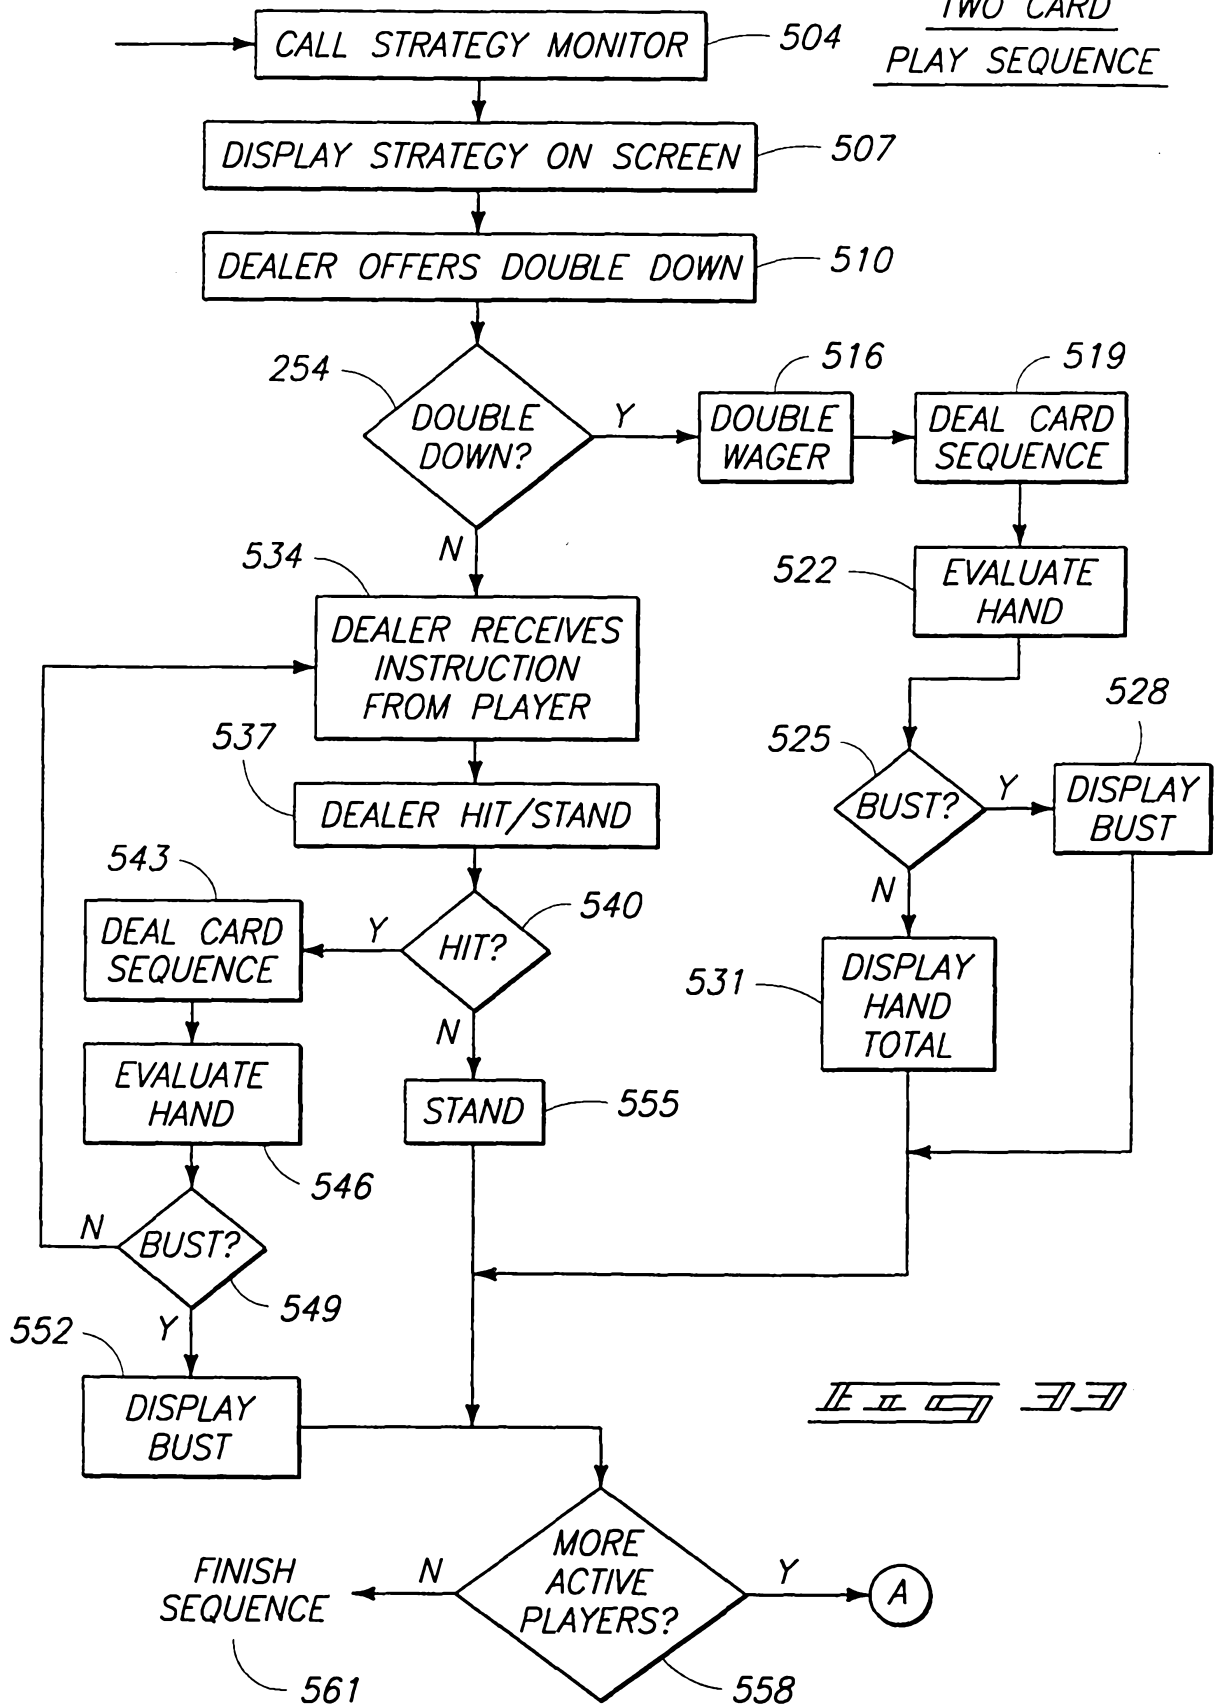 TWO CARD
PLAY SEQUENCE
CALL STRATEGY MONITOR
504
DISPLAY STRATEGY ON SCREEN
507
DEALER OFFERS DOUBLE DOWN
510
254
DOUBLE
DOWN?
Y
516
DOUBLE
WAGER
519
DEAL CARD
SEQUENCE
N
522
EVALUATE
HAND
534
DEALER RECEIVES
INSTRUCTION
FROM PLAYER
537
DEALER HIT/STAND
525
BUST?
Y
528
DISPLAY
BUST
N
531
DISPLAY
HAND
TOTAL
543
DEAL CARD
SEQUENCE
Y
HIT?
540
N
EVALUATE
HAND
546
STAND
555
N
BUST?
549
Y
552
DISPLAY
BUST
Fig 33
MORE
ACTIVE
PLAYERS?
558
N
FINISH
SEQUENCE
561
Y
A